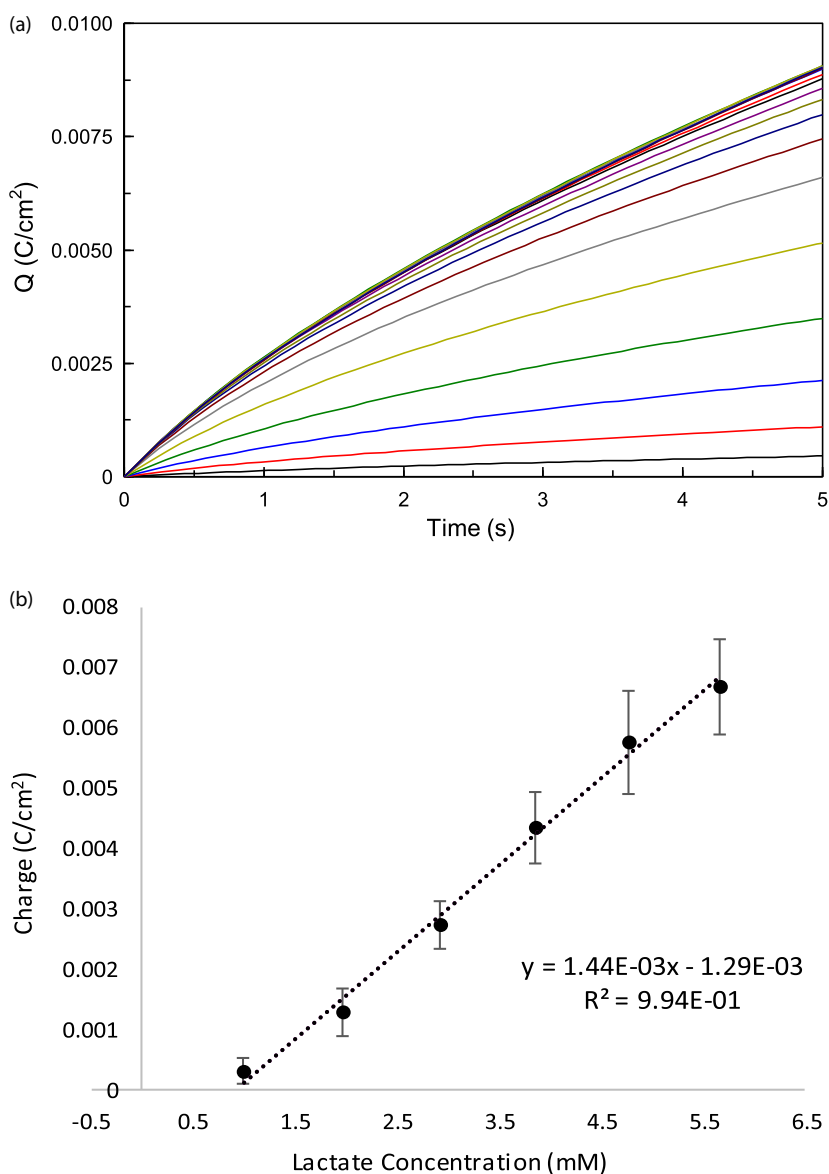 (a)
0.0100
0.0075
0.0050
0.0025
0
Q (C/cm²)
0 1 2 3 4 5
Time (s)
(b)
0.008
0.007
0.006
0.005
0.004
0.003
0.002
0.001
0
Charge (C/cm²)
y = 1.44E-03x - 1.29E-03
R² = 9.94E-01
-0.5 0.5 1.5 2.5 3.5 4.5 5.5 6.5
Lactate Concentration (mM)